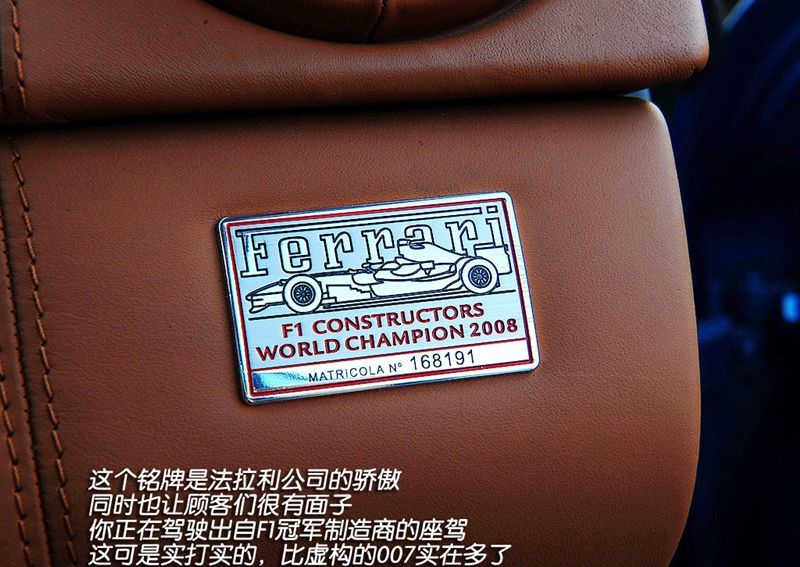 Ferrari
F1 CONSTRUCTORS
WORLD CHAMPION 2008
MATRICOLA Nº 168191
这个铭牌是法拉利公司的骄傲
同时也让顾客们很有面子
你正在驾驶出自F1冠军制造商的座驾
这可是实打实的，比虚构的007实在多了